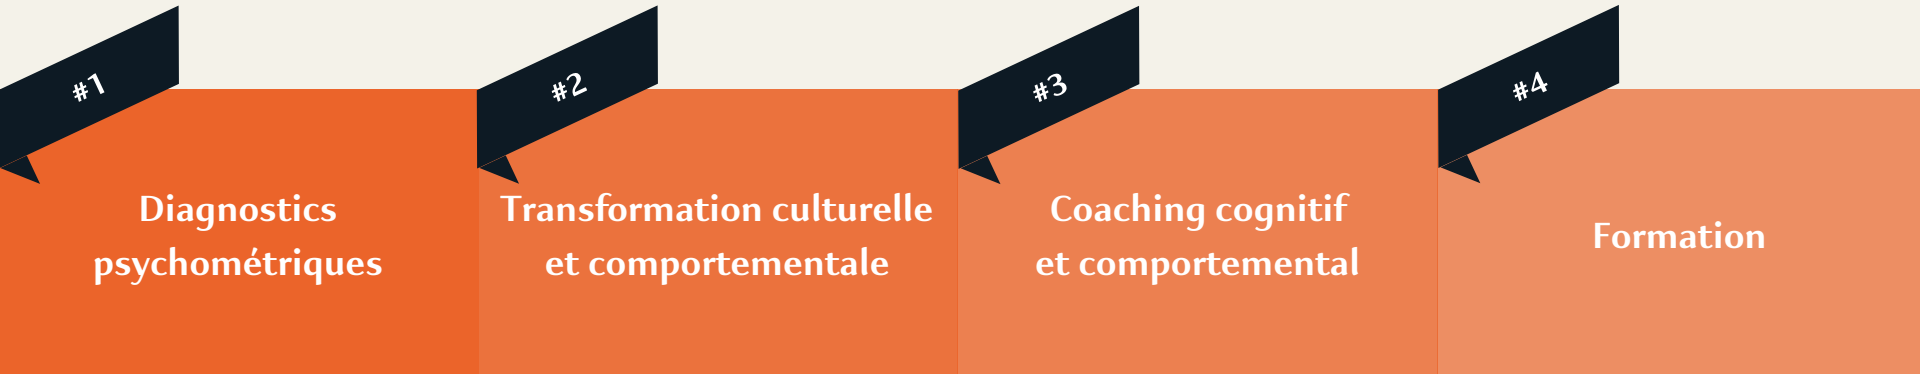 #1
Diagnostics
psychométriques
#2
Transformation culturelle
et comportementale
#3
Coaching cognitif
et comportemental
#4
Formation